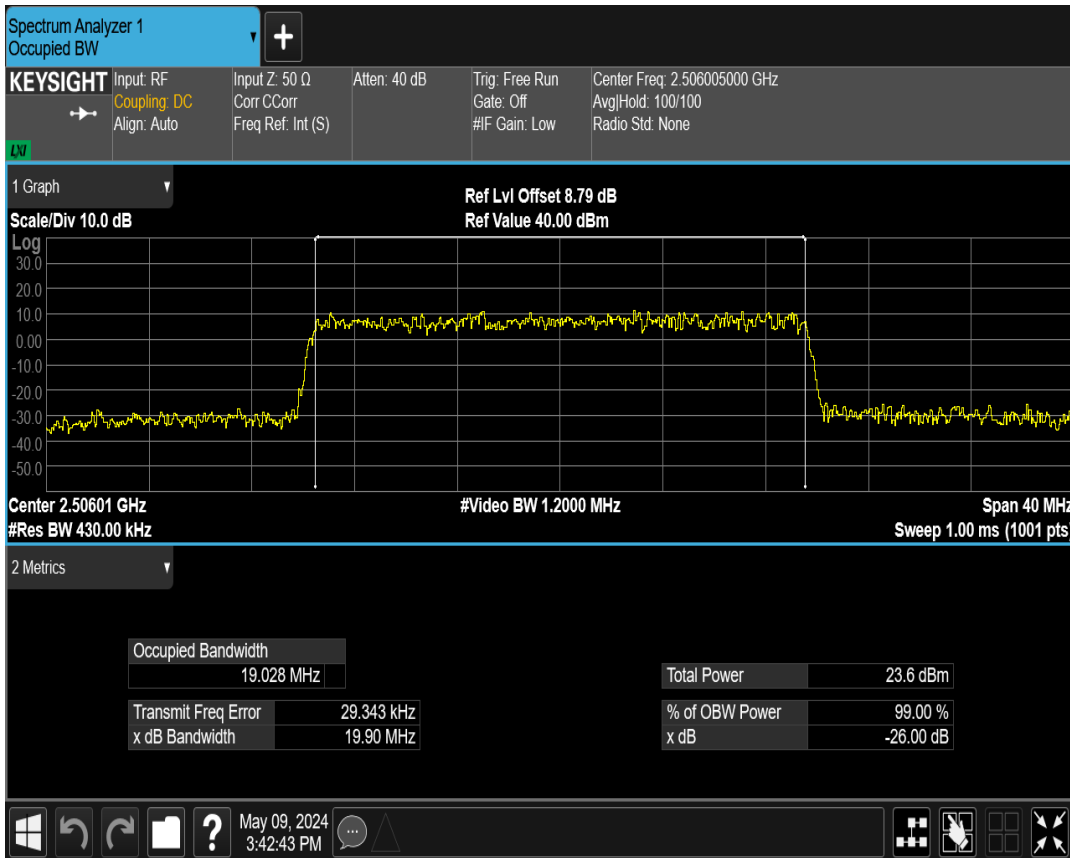 Spectrum Analyzer 1
Occupied BW
KEYSIGHT
LXI
Input: RF
Coupling: DC
Align: Auto
Input Z: 50 Ω
Corr CCorr
Freq Ref: Int (S)
Atten: 40 dB
Trig: Free Run
Gate: Off
#IF Gain: Low
Center Freq: 2.506005000 GHz
Avg|Hold: 100/100
Radio Std: None
1 Graph
Scale/Div 10.0 dB
Ref Lvl Offset 8.79 dB
Ref Value 40.00 dBm
Log
30.0
20.0
10.0
0.00
-10.0
-20.0
-30.0
-40.0
-50.0
Center 2.50601 GHz
#Video BW 1.2000 MHz
Span 40 MHz
#Res BW 430.00 kHz
Sweep 1.00 ms (1001 pts)
2 Metrics
Occupied Bandwidth
19.028 MHz
Total Power 23.6 dBm
Transmit Freq Error 29.343 kHz
% of OBW Power 99.00 %
x dB Bandwidth 19.90 MHz
x dB -26.00 dB
May 09, 2024
3:42:43 PM